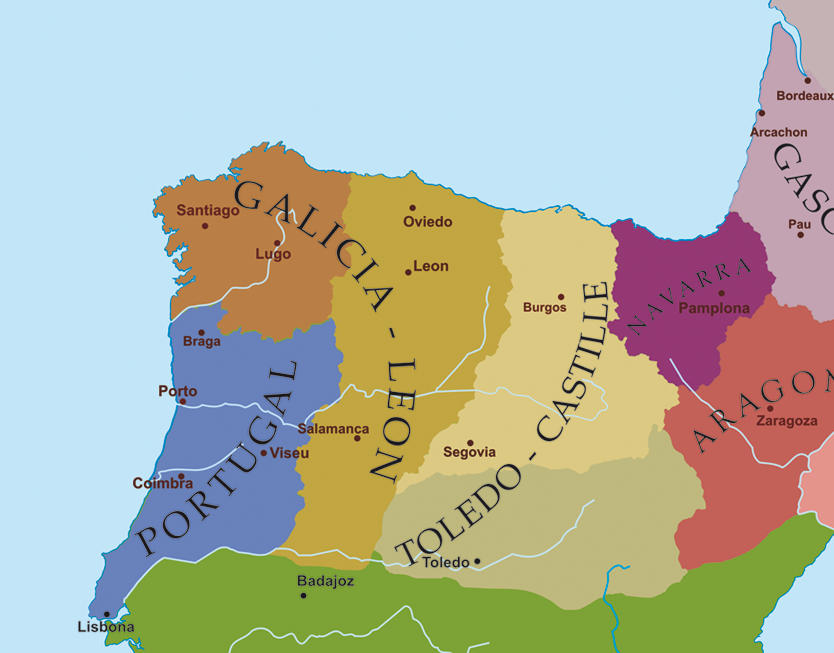 Bordeaux
Arcachon
GASC
Pau
GALICIA - LEON
Santiago
Lugo
Oviedo
Leon
Burgos
NAVARRA
Pamplona
Braga
Porto
PORTUGAL
Viseu
Coimbra
Salamanca
Segovia
TOLEDO - CASTILLE
Toledo
ARAGON
Zaragoza
Badajoz
Lisbona